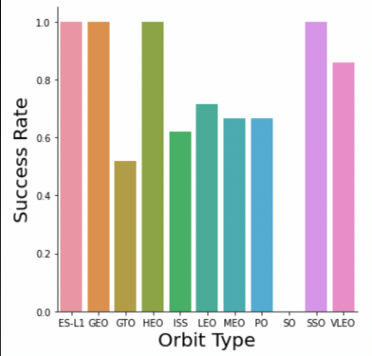 Success Rate
1.0
0.8
0.6
0.4
0.2
0.0
ES-L1 GEO GTO HEO ISS LEO MEO PO SO SSO VLEO
Orbit Type